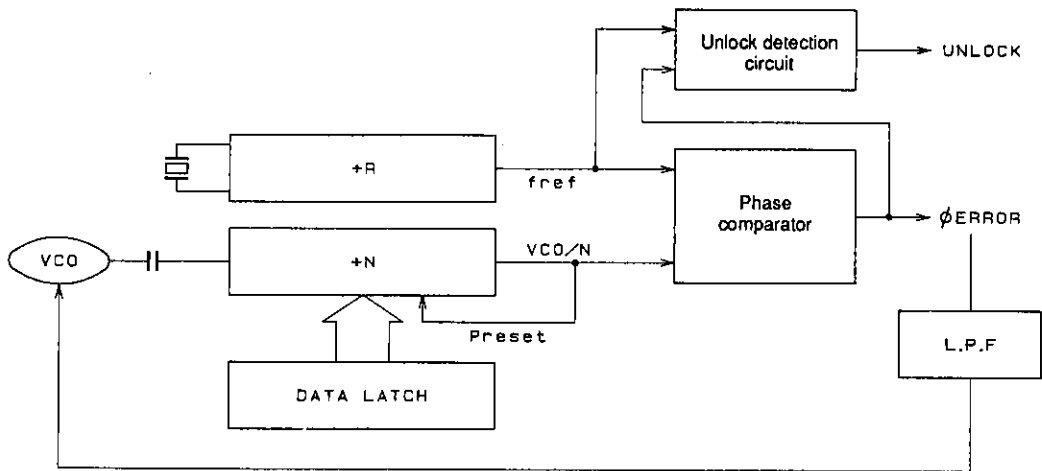 Unlock detection
circuit
UNLOCK
+R
fref
Phase
comparator
φERROR
VCO
+N
VCO/N
Preset
L.P.F
DATA LATCH